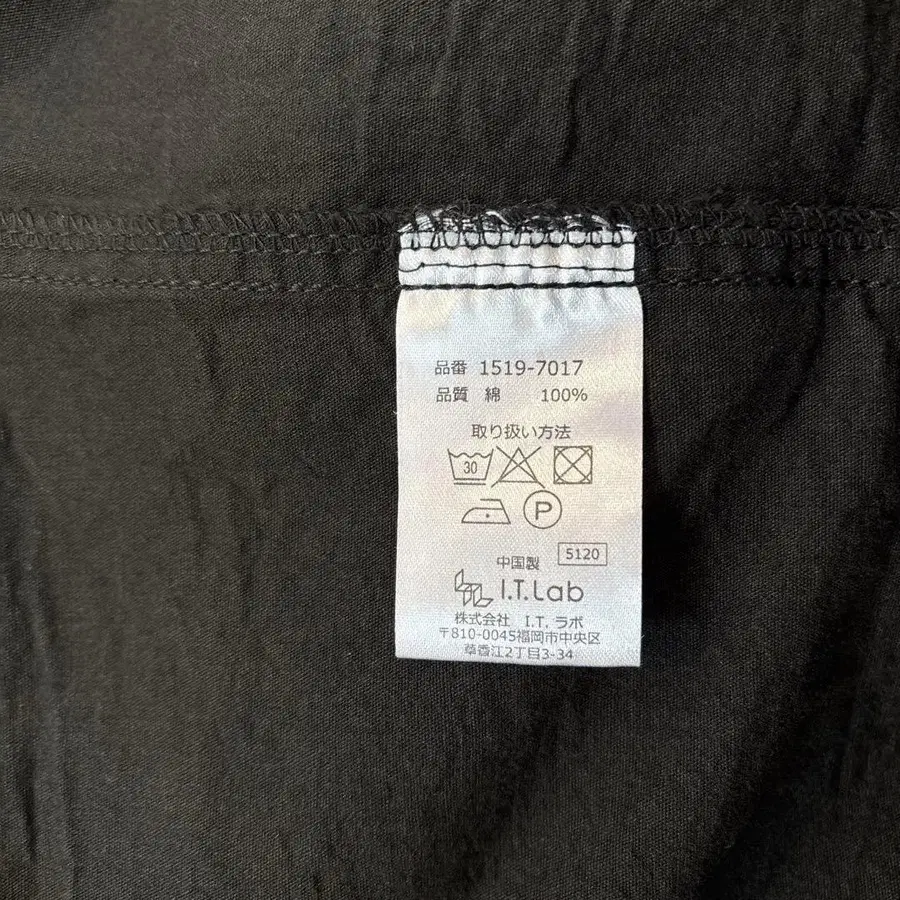 品番 1519-7017
品質 綿 100%
取り扱い方法
30
P
5120
中国製
I.T.Lab
株式会社 I.T.ラボ
〒810-0045福岡市中央区
草香江2丁目3-34